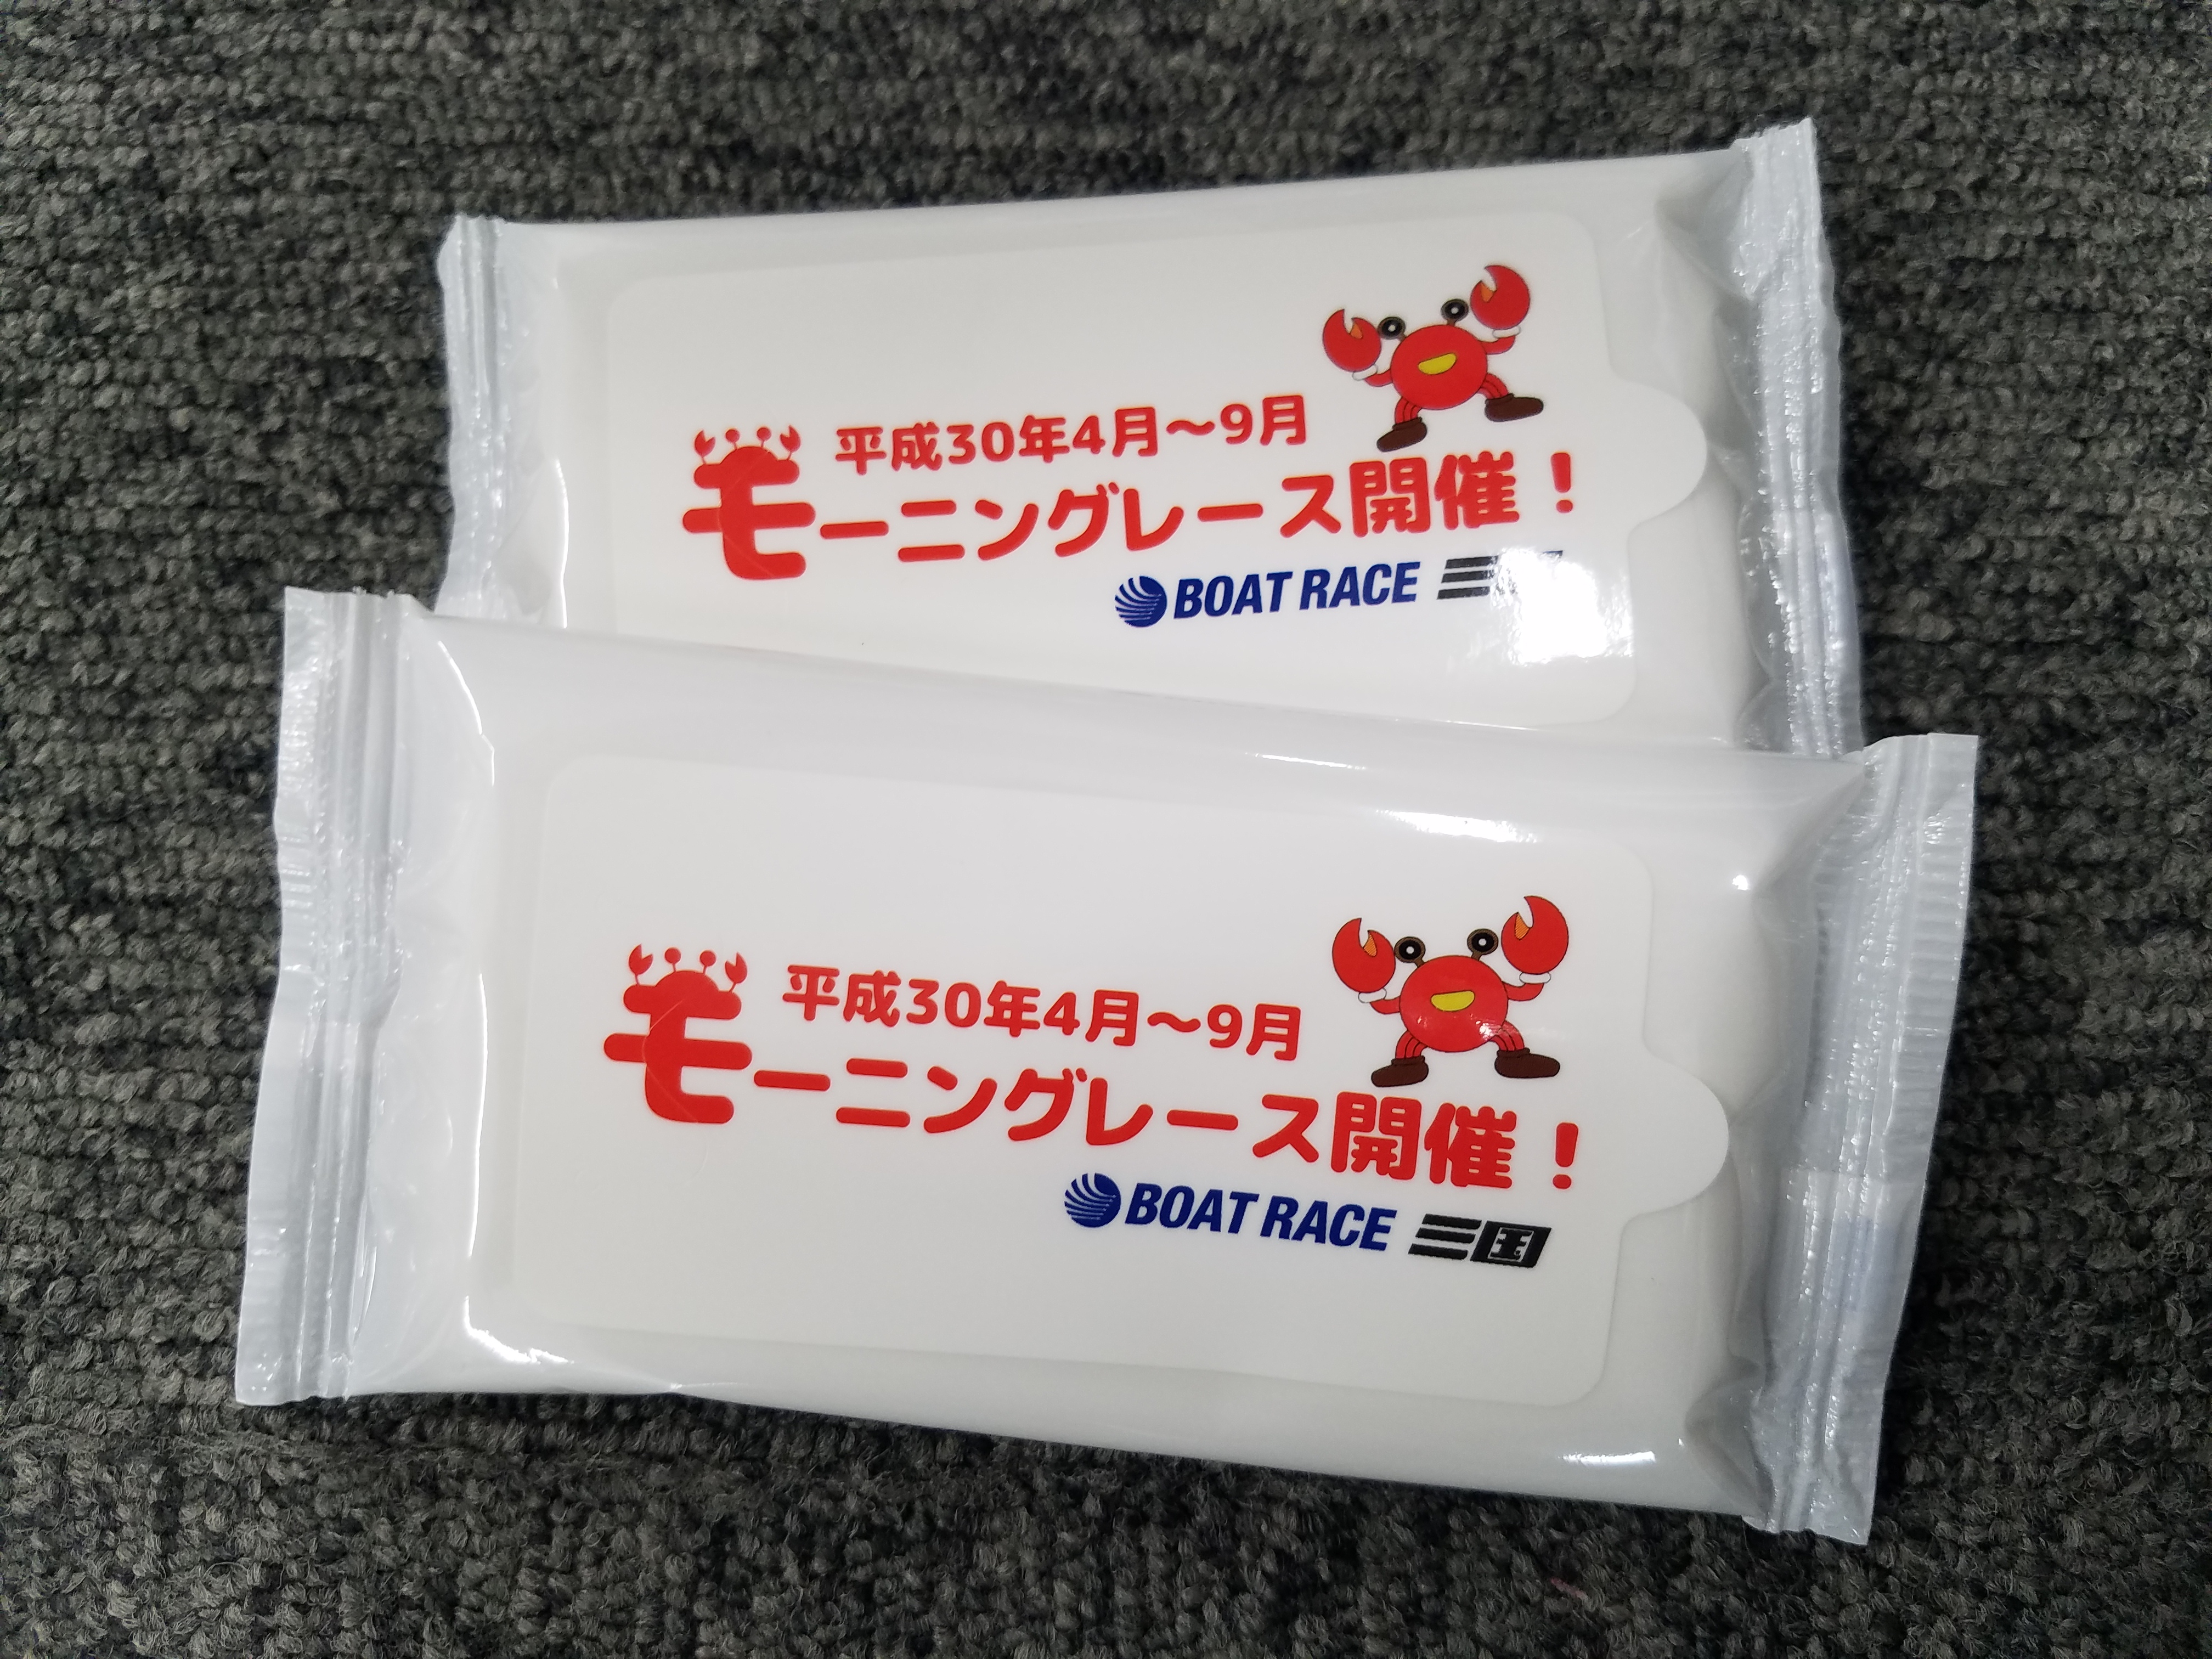 平成30年4月～9月
モーニングレース開催！
BOAT RACE 三
平成30年4月～9月
モーニングレース開催！
BOAT RACE 三国